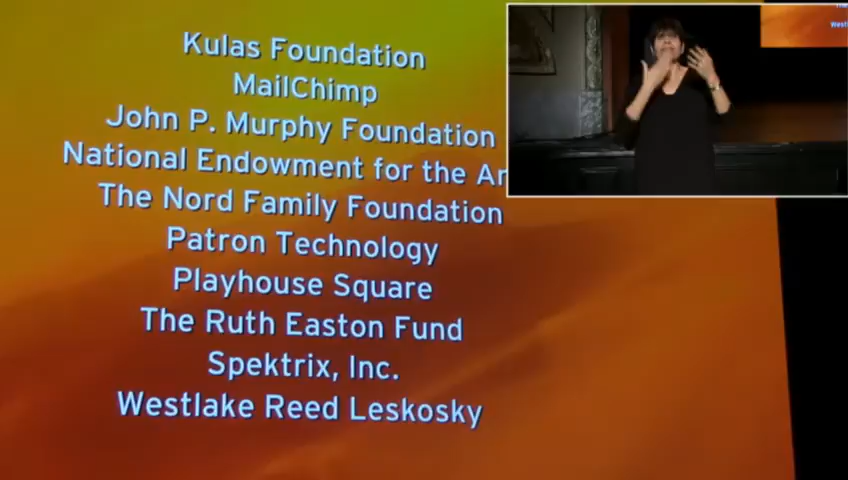 Kulas Foundation
MailChimp
John P. Murphy Foundation
National Endowment for the Ar
The Nord Family Foundation
Patron Technology
Playhouse Square
The Ruth Easton Fund
Spektrix, Inc.
Westlake Reed Leskosky